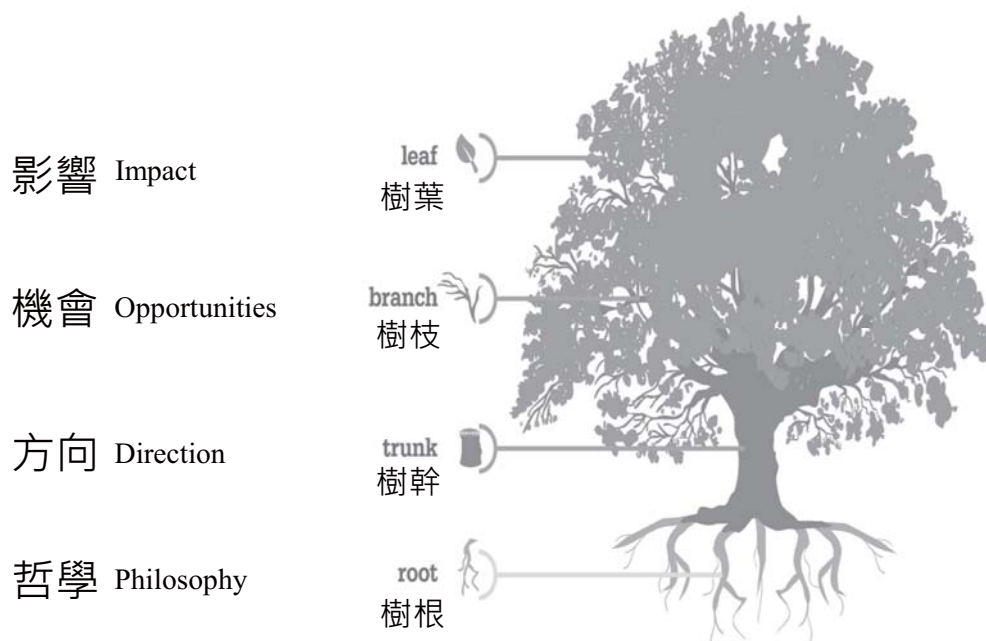 影響 Impact
leaf
樹葉
機會 Opportunities
branch
樹枝
方向 Direction
trunk
樹幹
哲學 Philosophy
root
樹根